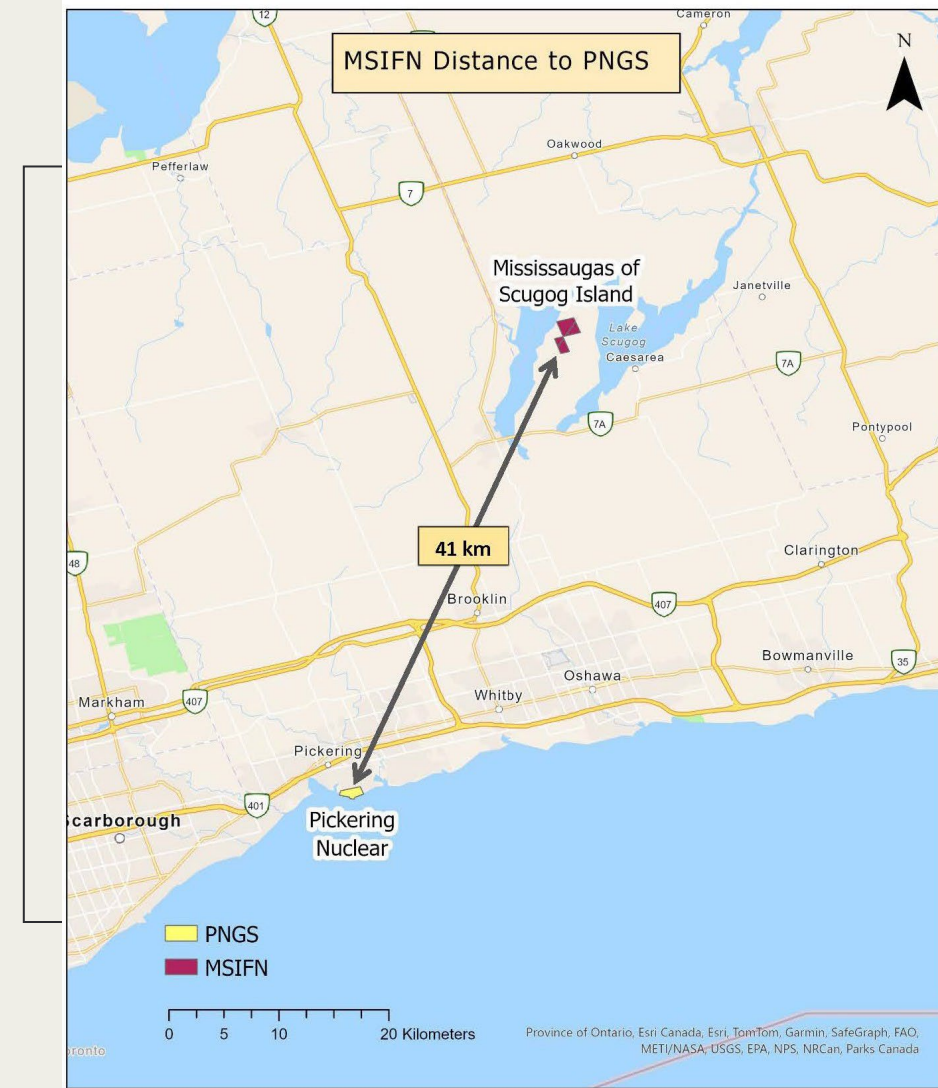 12
Cameron
MSIFN Distance to PNGS
N
Oakwood
Pefferlaw
7
Mississaugas of
Scugog Island
Janetville
Lake
Scugog
Caesarea
7A
7A
Pontypool
41 km
48
Clarington
Brooklin
407
Bowmanville
35
Oshawa
Whitby
407
Markham
Pickering
401
Scarborough
Pickering
Nuclear
PNGS
MSIFN
0 5 10 20 Kilometers
Province of Ontario, Esri Canada, Esri, TomTom, Garmin, SafeGraph, FAO,
METI/NASA, USGS, EPA, NPS, NRCan, Parks Canada
oronto